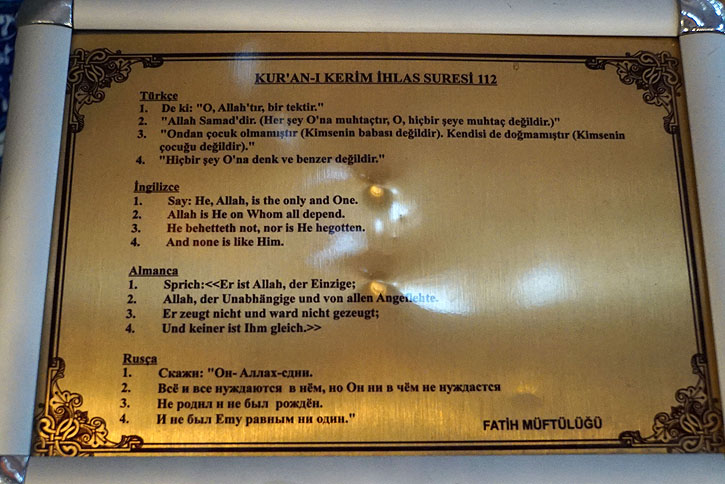 KUR'AN-I KERİM İHLAS SURESİ 112
Türkçe
1. De ki: "O, Allah'tır, bir tektir."
2. "Allah Samad'dir. (Her şey O'na muhtaçtır, O, hiçbir şeye muhtaç değildir.)"
3. "Ondan çocuk olmamıştır (Kimsenin babası değildir). Kendisi de doğmamıştır (Kimsenin
çocuğu değildir)."
4. "Hiçbir şey O'na denk ve benzer değildir."
İngilizce
1. Say: He, Allah, is the only and One.
2. Allah is He on Whom all depend.
3. He behetteth not, nor is He hegotten.
4. And none is like Him.
Almanca
1. Sprich:<<Er ist Allah, der Einzige;
2. Allah, der Unabhängige und von allen Angeflehte.
3. Er zeugt nicht und ward nicht gezeugt;
4. Und keiner ist Ihm gleich.>>
Rusça
1. Скажи: "Он- Аллах-сдни.
2. Всё и все нуждаются в нём, но Он ни в чём не нуждается
3. Не родил и не был рождён.
4. И не был Ему равным ни один."
FATİH MÜFTÜLÜĞÜ